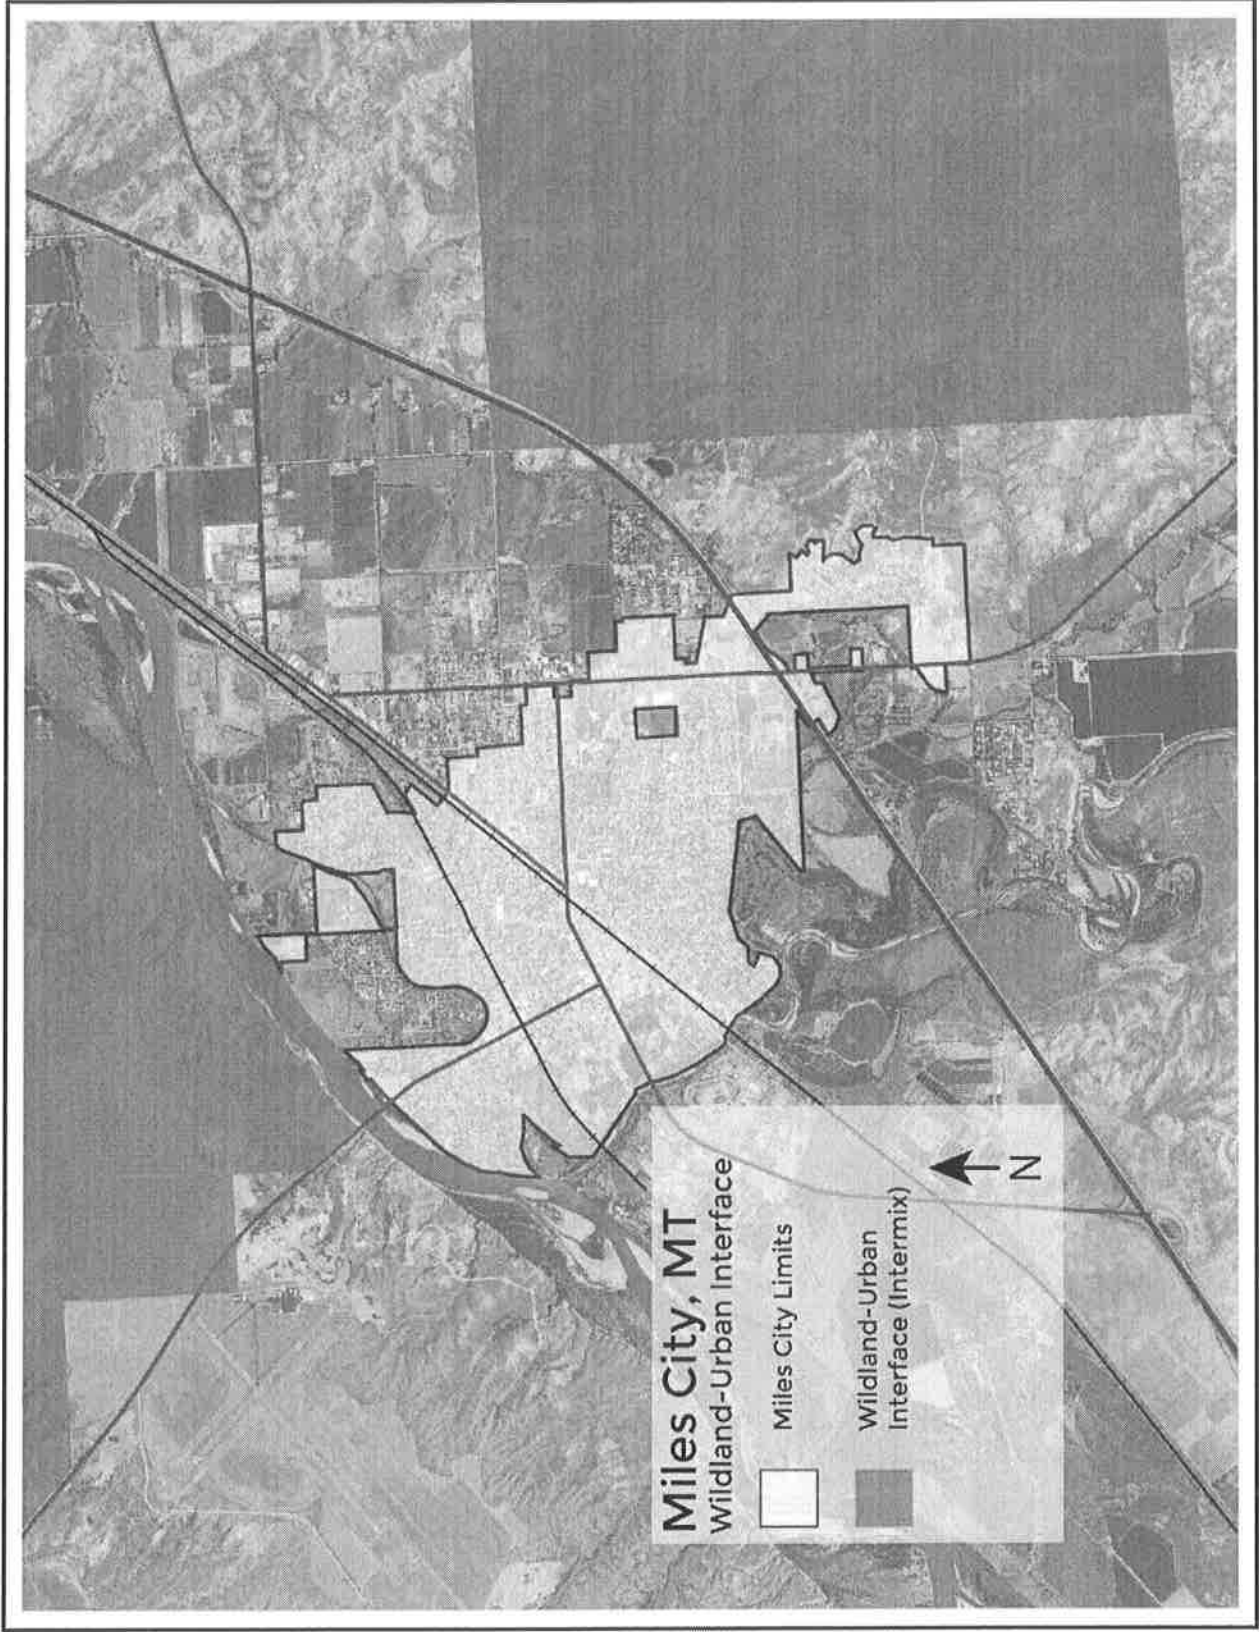 Miles City, MT
Wildland-Urban Interface
Miles City Limits
Wildland-Urban
Interface (Intermix)
N